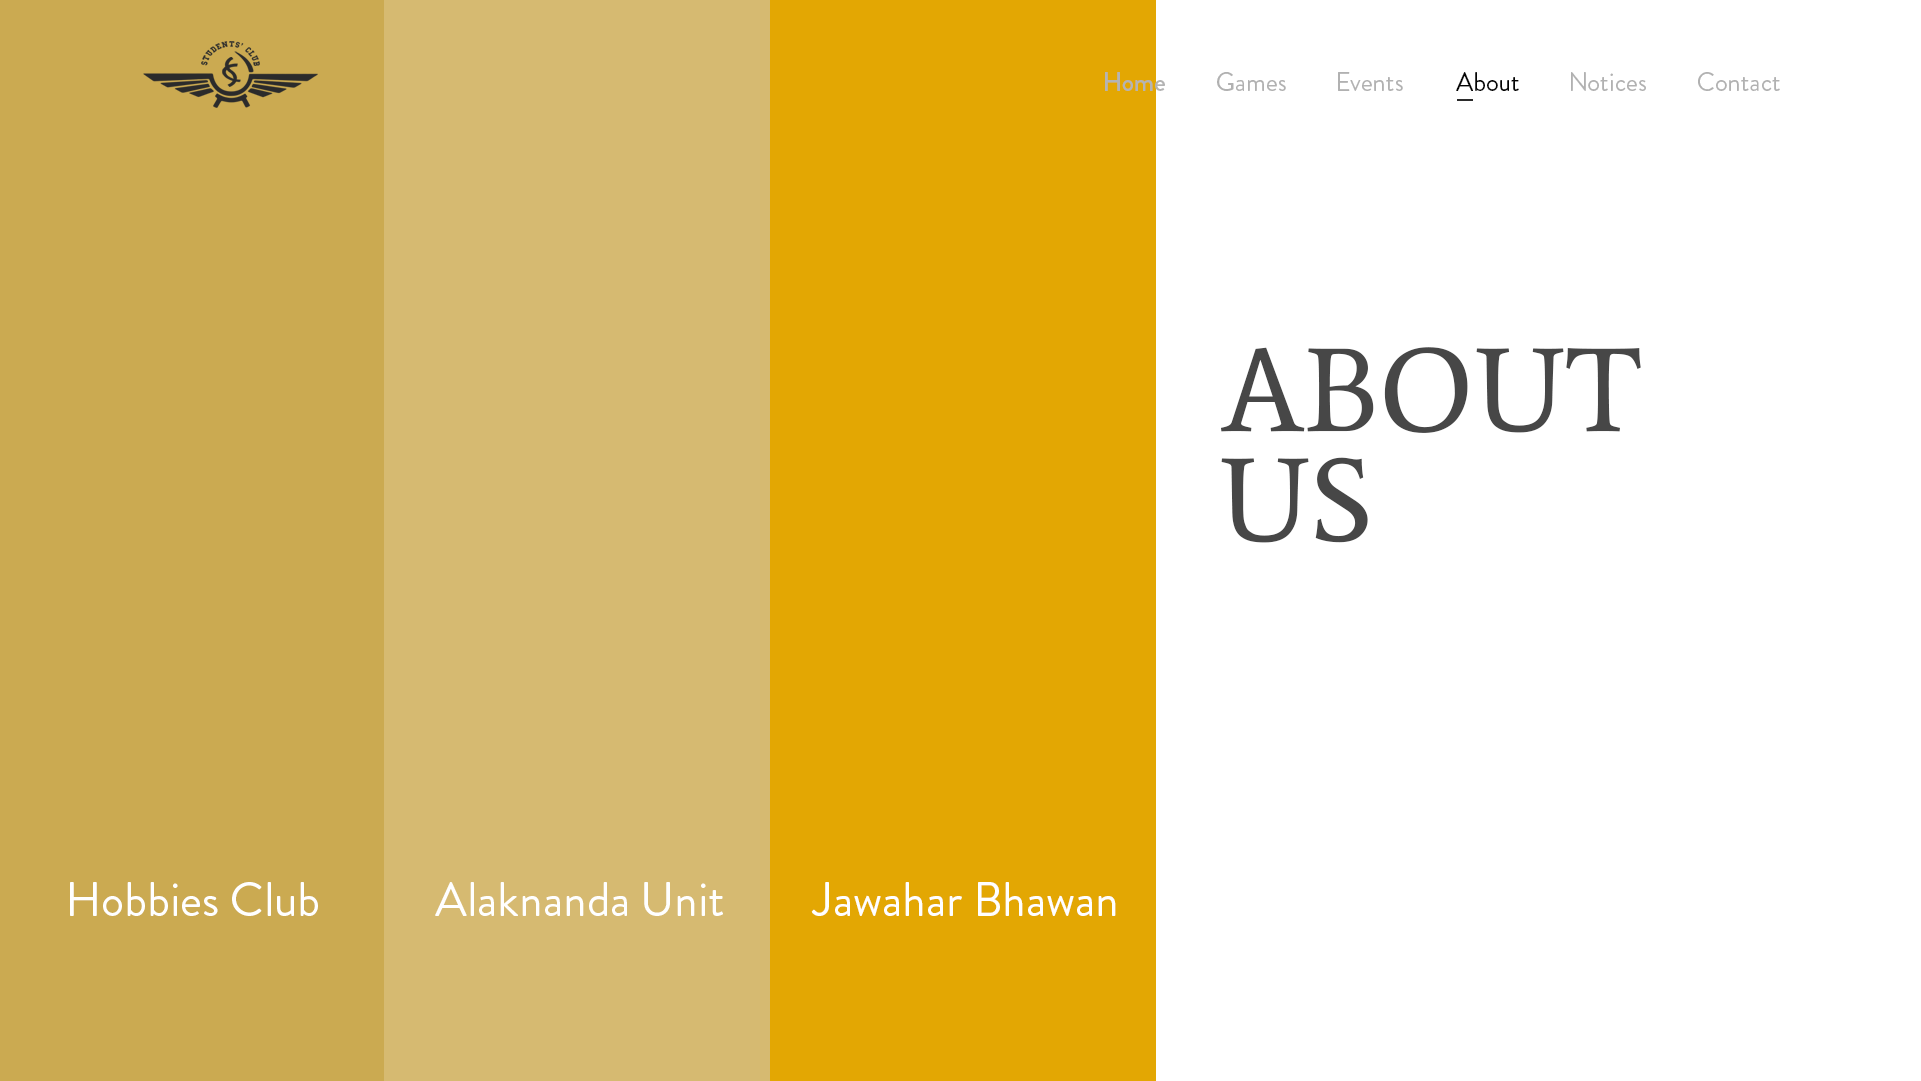 STUDENTS' CLUB
Home Games Events About Notices Contact
ABOUT
US
Hobbies Club Alaknanda Unit Jawahar Bhawan